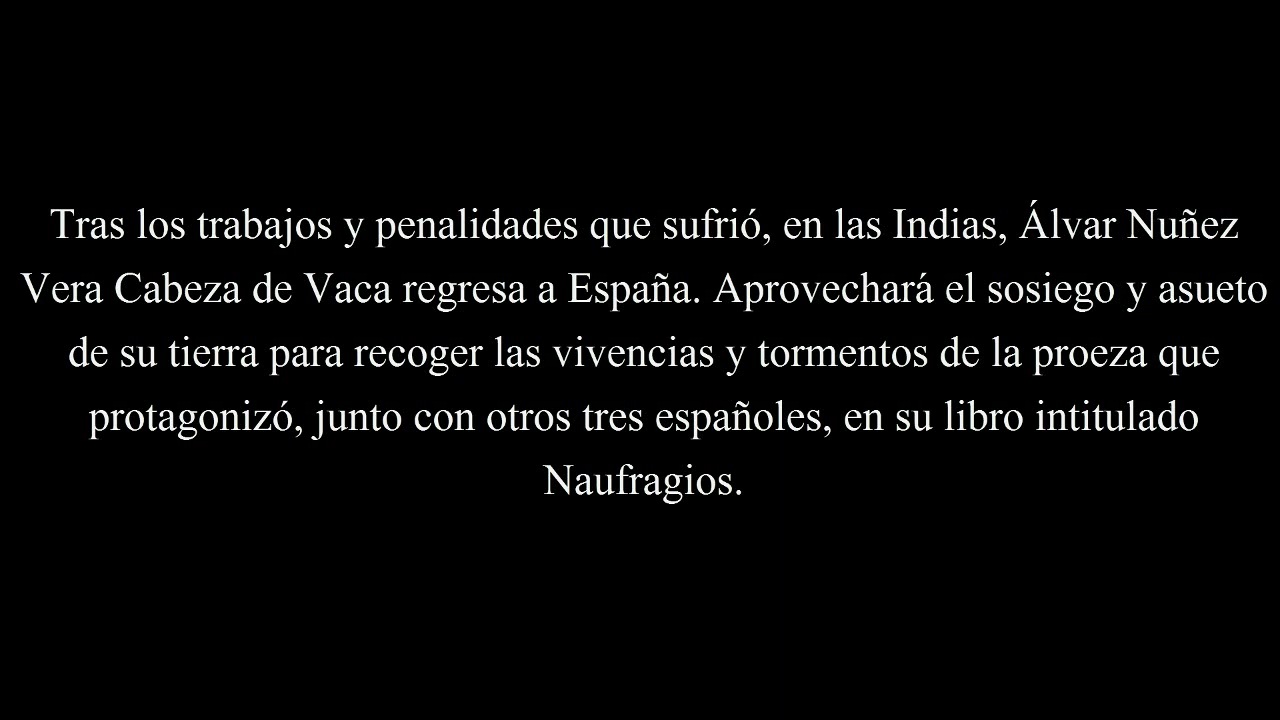 Tras los trabajos y penalidades que sufrió, en las Indias, Álvar Nuñez
Vera Cabeza de Vaca regresa a España. Aprovechará el sosiego y asueto
de su tierra para recoger las vivencias y tormentos de la proeza que
protagonizó, junto con otros tres españoles, en su libro intitulado
Naufragios.